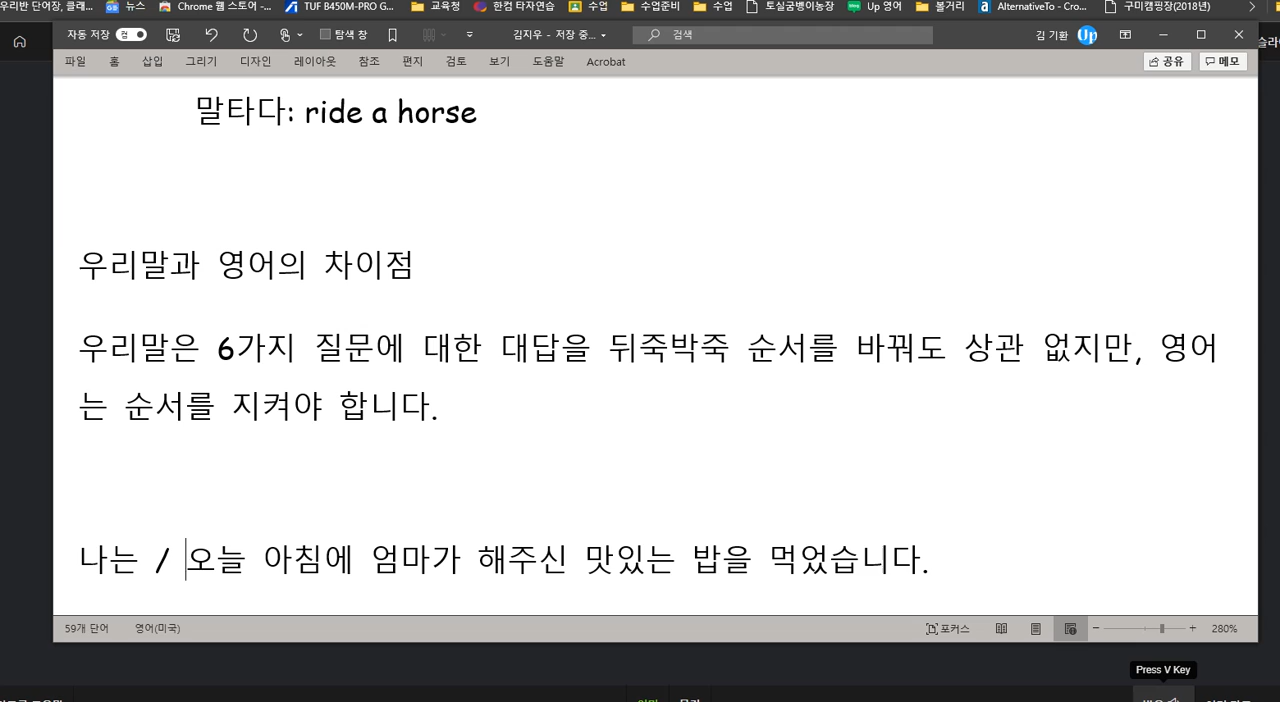 우리반 단어장, 클래... 뉴스 Chrome 웹 스토어 -... TUF B450M-PRO G... 교육청 한컴 타자연습 수업 수업준비 수업 토실궁뱅이농장 Up 영어 볼거리 AlternativeTo - Cro... 구미캠핑장(2018년)
자동 저장 컴 탐색 창 김지우 - 저장 중... 검색 김 기환 Up
파일 홈 삽입 그리기 디자인 레이아웃 참조 편지 검토 보기 도움말 Acrobat 공유 메모
말타다: ride a horse
우리말과 영어의 차이점
우리말은 6가지 질문에 대한 대답을 뒤죽박죽 순서를 바꿔도 상관 없지만, 영어
는 순서를 지켜야 합니다.
나는 / 오늘 아침에 엄마가 해주신 맛있는 밥을 먹었습니다.
59개 단어 영어(미국) 포커스 280%
Press V Key